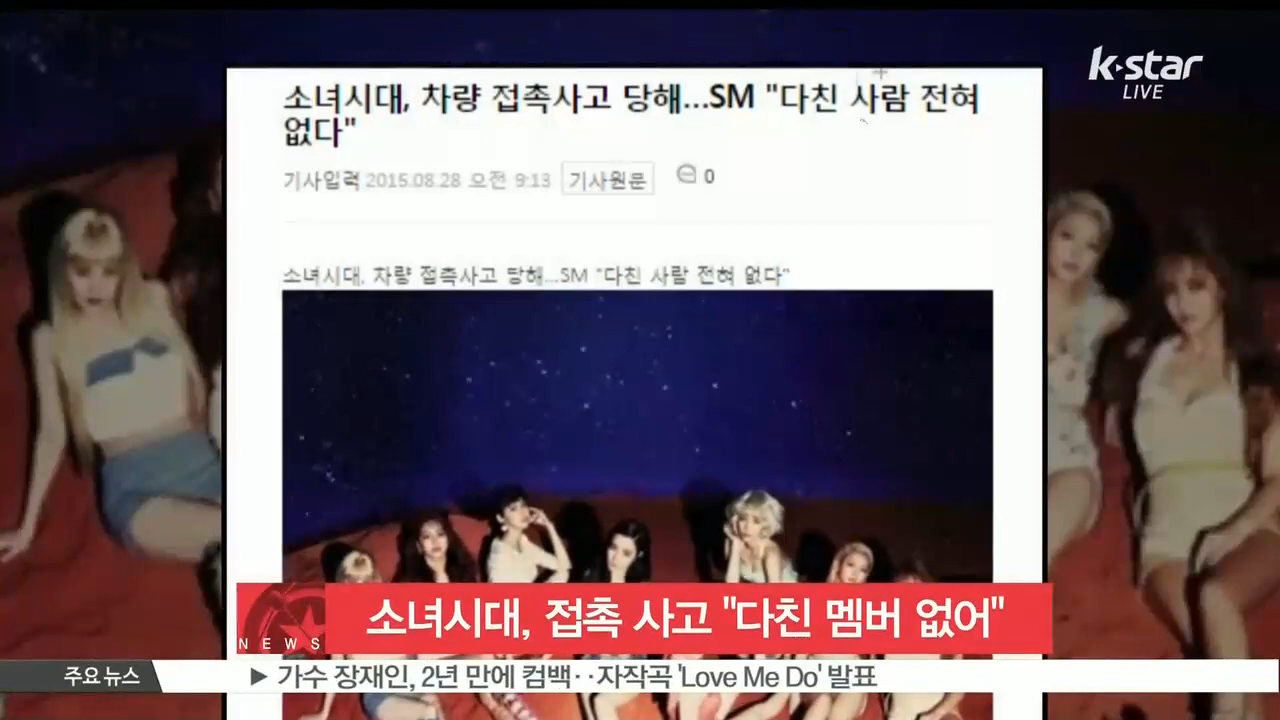 k·star
LIVE
소녀시대, 차량 접촉사고 당해...SM "다친 사람 전혀
없다"
기사입력 2015.08.28 오전 9:13 기사원문 0
소녀시대, 차량 접촉사고 당해...SM "다친 사람 전혀 없다"
NEWS
소녀시대, 접촉 사고 "다친 멤버 없어"
주요 뉴스
▶ 가수 장재인, 2년 만에 컴백··자작곡 'Love Me Do' 발표